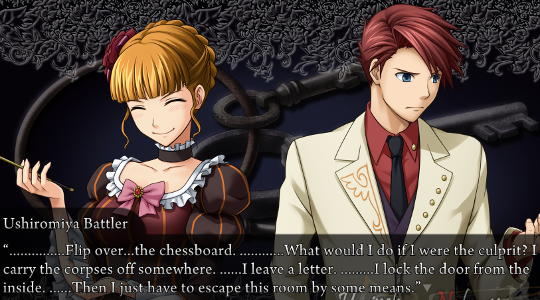 Ushiromiya Battler
“..............Flip over...the chessboard. ............What would I do if I were the culprit? I
carry the corpses off somewhere. ......I leave a letter. .........I lock the door from the
inside. ......Then I just have to escape this room by some means.”